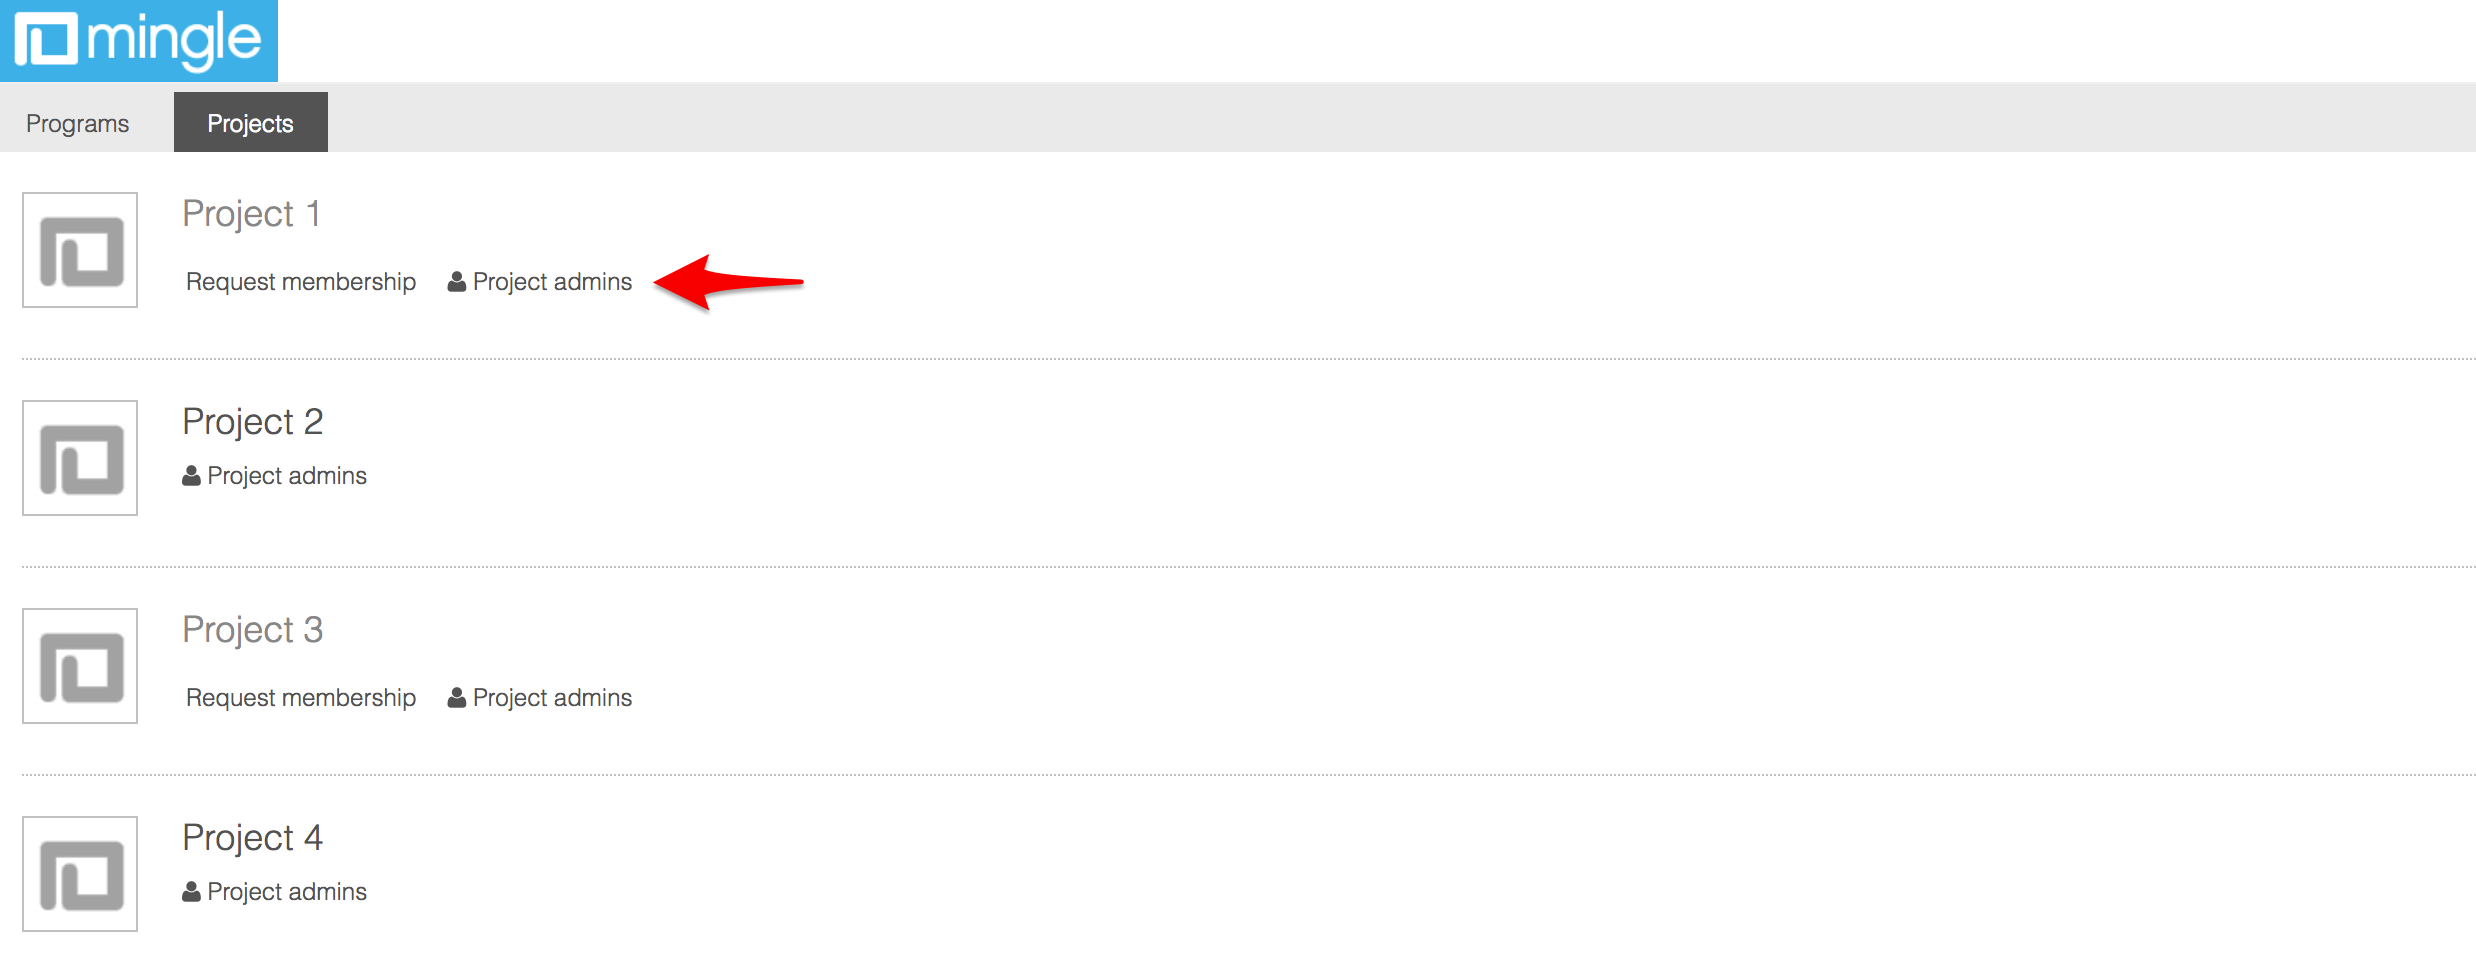 mingle
Programs Projects
Project 1
Request membership Project admins
Project 2
Project admins
Project 3
Request membership Project admins
Project 4
Project admins